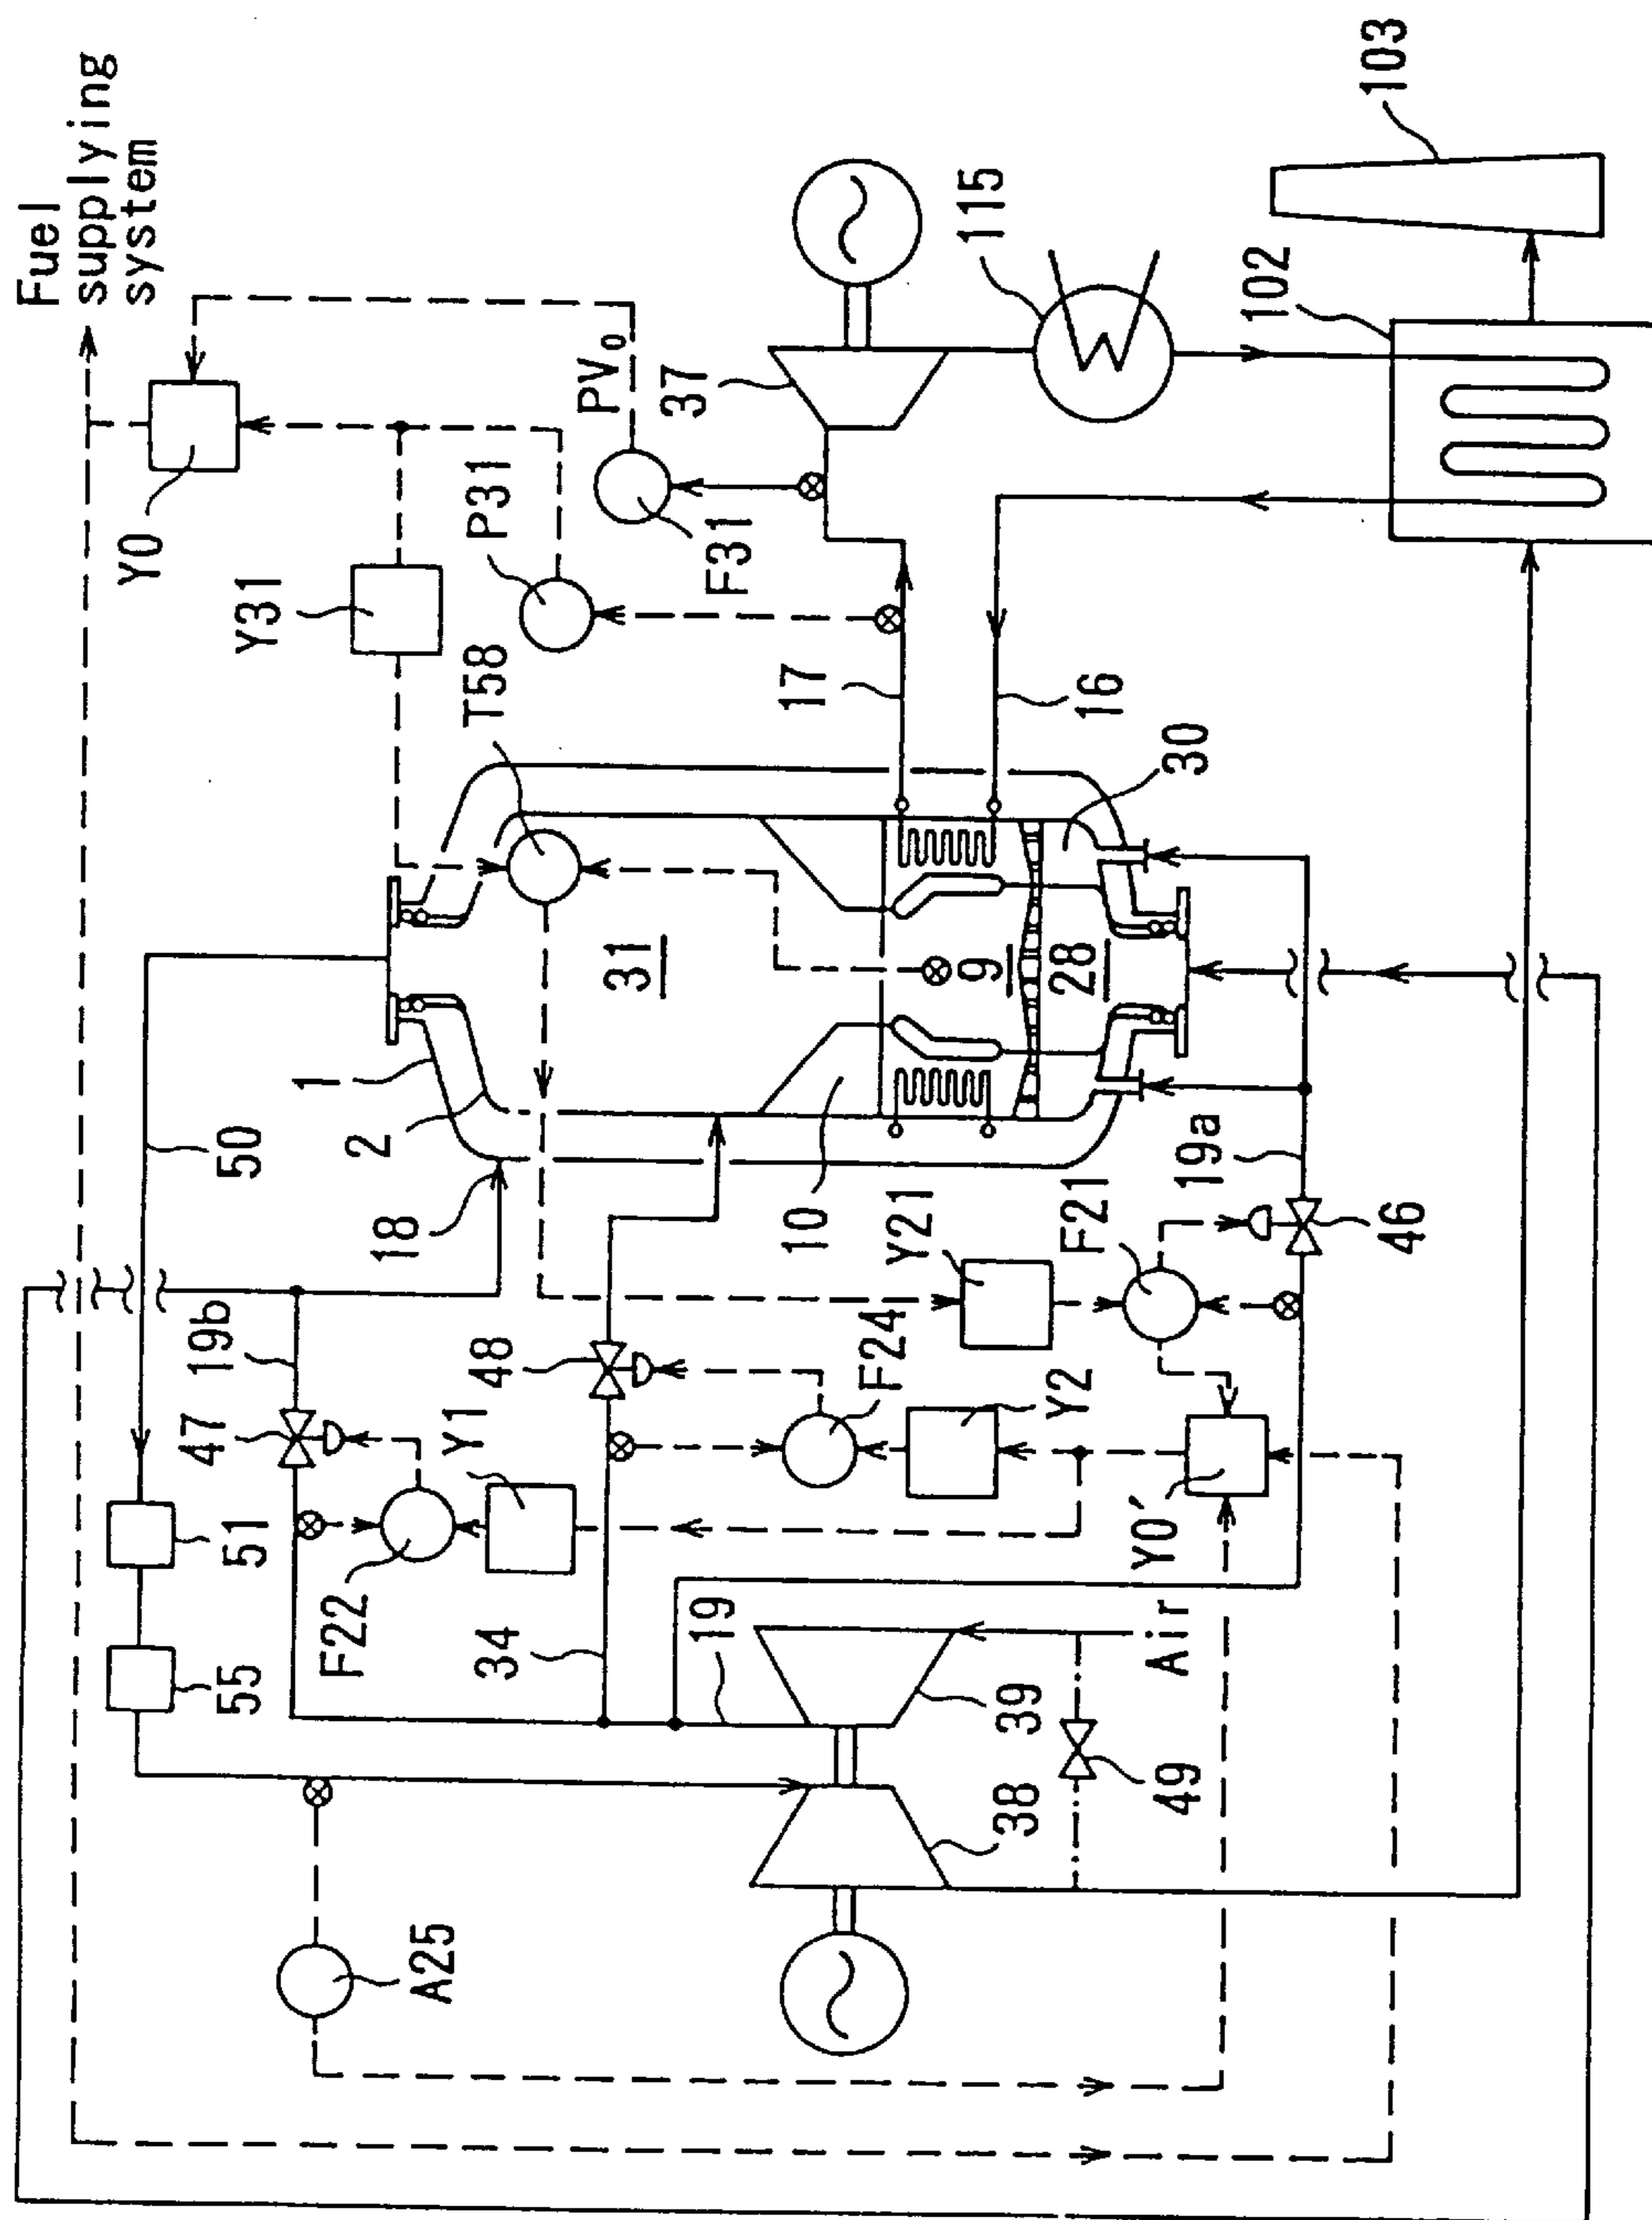 Fuel
supplying
system
Y0
Y31
P31
PV₀
F31
T58
37
115
103
102
17
16
30
31
9
28
1
2
50
18
10
Y21
F21
19a
46
19b
47
48
F24
Y1
Y2
Y0′
51
55
F22
34
19
39
Air
38
49
A25